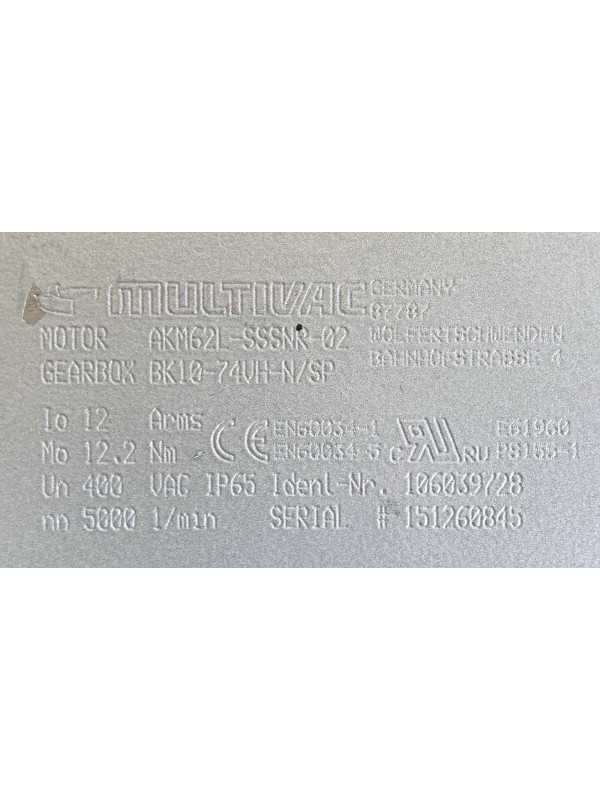 MULTIVAC GERMANY
87787
MOTOR AKM62L-SSSNR-02 WOLFERTSCHWENDEN
GEARBOX BK10-74VH-N/SP BAHNHOFSTRASSE 4
Io 12 Arms CE EN60034-1 RU E61960
Mo 12.2 Nm EN60034-5 P8155-1
Un 400 VAC IP65 Ident-Nr. 106039728
nn 5000 1/min SERIAL # 151260845